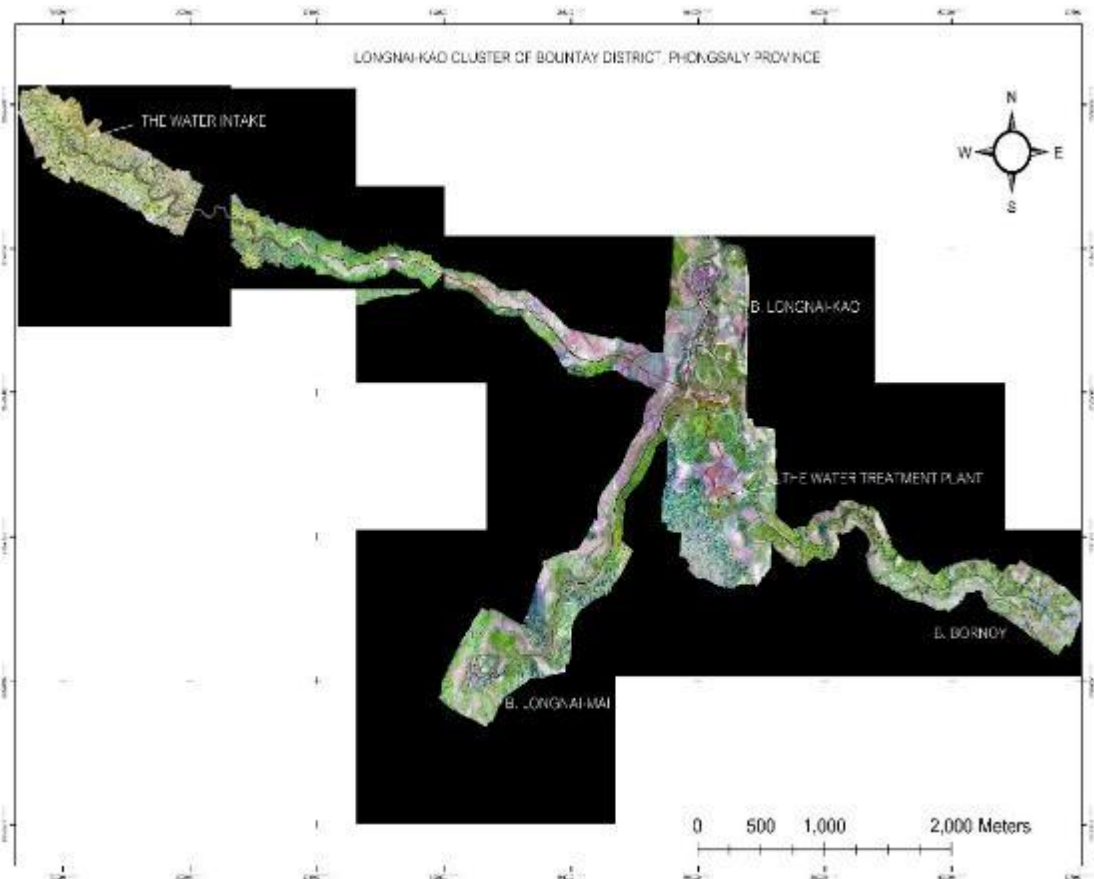 LONGNAI-KAO CLUSTER OF BOUNTAY DISTRICT, PHONGSALY PROVINCE
THE WATER INTAKE
N
W
E
S
B. LONGNAI-KAO
THE WATER TREATMENT PLANT
B. BORNOY
B. LONGNAI-MAI
0 500 1,000 2,000 Meters